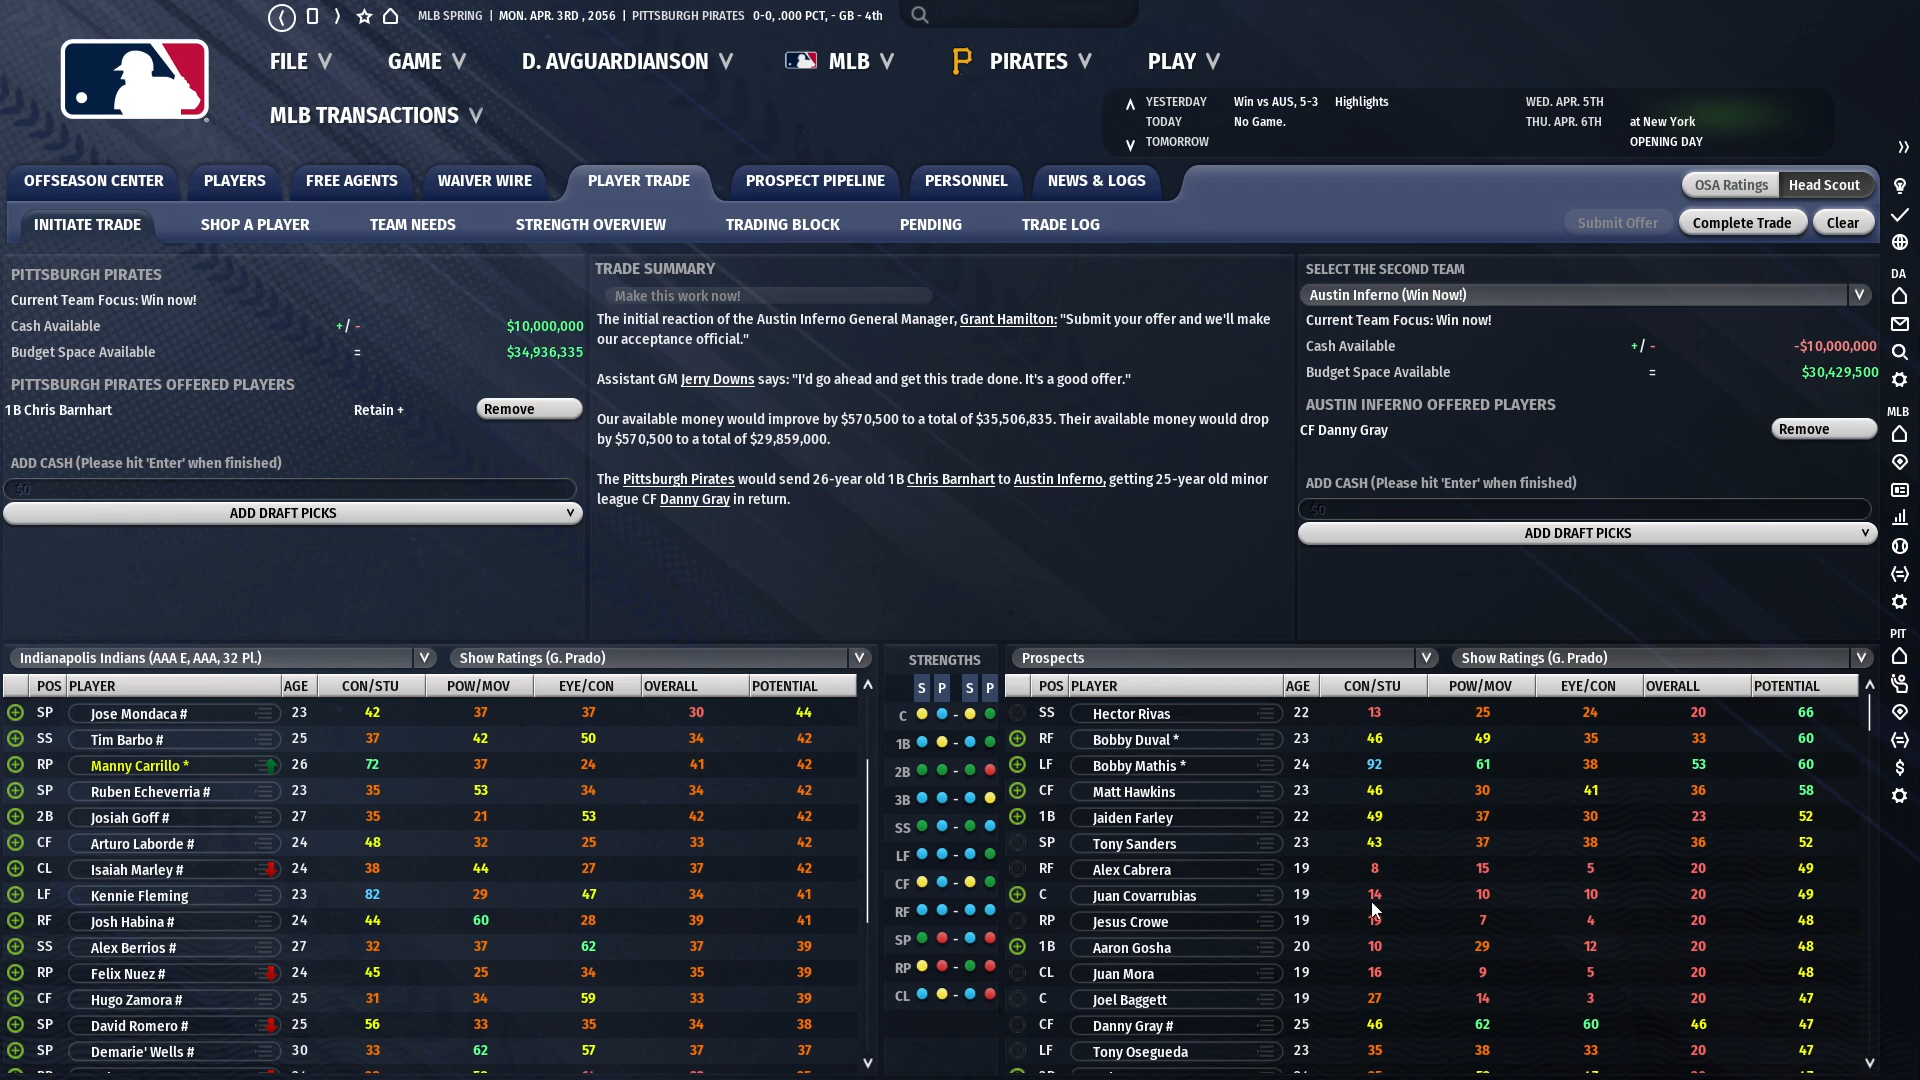 MLB SPRING | MON. APR. 3RD , 2056 | PITTSBURGH PIRATES 0-0, .000 PCT, - GB - 4th
FILE GAME D. AVGUARDIANSON MLB PIRATES PLAY
MLB TRANSACTIONS
YESTERDAY Win vs AUS, 5-3 Highlights WED. APR. 5TH
TODAY No Game. THU. APR. 6TH at New York
TOMORROW OPENING DAY
OFFSEASON CENTER PLAYERS FREE AGENTS WAIVER WIRE PLAYER TRADE PROSPECT PIPELINE PERSONNEL NEWS & LOGS OSA Ratings Head Scout
INITIATE TRADE SHOP A PLAYER TEAM NEEDS STRENGTH OVERVIEW TRADING BLOCK PENDING TRADE LOG Submit Offer Complete Trade Clear
PITTSBURGH PIRATES
Current Team Focus: Win now!
Cash Available + / - $10,000,000
Budget Space Available = $34,936,335
PITTSBURGH PIRATES OFFERED PLAYERS
1B Chris Barnhart Retain + Remove
ADD CASH (Please hit 'Enter' when finished)
$0
ADD DRAFT PICKS
TRADE SUMMARY
Make this work now!
The initial reaction of the Austin Inferno General Manager, Grant Hamilton: "Submit your offer and we'll make
our acceptance official."
Assistant GM Jerry Downs says: "I'd go ahead and get this trade done. It's a good offer."
Our available money would improve by $570,500 to a total of $35,506,835. Their available money would drop
by $570,500 to a total of $29,859,000.
The Pittsburgh Pirates would send 26-year old 1B Chris Barnhart to Austin Inferno, getting 25-year old minor
league CF Danny Gray in return.
SELECT THE SECOND TEAM
Austin Inferno (Win Now!)
Current Team Focus: Win now!
Cash Available + / - -$10,000,000
Budget Space Available = $30,429,500
AUSTIN INFERNO OFFERED PLAYERS
CF Danny Gray Remove
ADD CASH (Please hit 'Enter' when finished)
$0
ADD DRAFT PICKS
DA
MLB
PIT
Indianapolis Indians (AAA E, AAA, 32 Pl.) Show Ratings (G. Prado)
POS PLAYER AGE CON/STU POW/MOV EYE/CON OVERALL POTENTIAL
SP Jose Mondaca # 23 42 37 37 30 44
SS Tim Barbo # 25 37 42 50 34 42
RP Manny Carrillo * 26 72 37 24 41 42
SP Ruben Echeverria # 23 35 53 34 34 42
2B Josiah Goff # 27 35 21 53 42 42
CF Arturo Laborde # 24 48 32 25 33 42
CL Isaiah Marley # 24 38 44 27 37 42
LF Kennie Fleming 23 82 29 47 34 41
RF Josh Habina # 24 44 60 28 39 41
SS Alex Berrios # 27 32 37 62 37 39
RP Felix Nuez # 24 45 25 34 35 39
CF Hugo Zamora # 25 31 34 59 33 39
SP David Romero # 25 56 33 35 34 38
SP Demarie' Wells # 30 33 62 57 37 37
STRENGTHS
S P S P
C -
1B -
2B -
3B -
SS -
LF -
CF -
RF -
SP -
RP -
CL -
Prospects Show Ratings (G. Prado)
POS PLAYER AGE CON/STU POW/MOV EYE/CON OVERALL POTENTIAL
SS Hector Rivas 22 13 25 24 20 66
RF Bobby Duval * 23 46 49 35 33 60
LF Bobby Mathis * 24 92 61 38 53 60
CF Matt Hawkins 23 46 30 41 36 58
1B Jaiden Farley 22 49 37 30 23 52
SP Tony Sanders 23 43 37 38 36 52
RF Alex Cabrera 19 8 15 5 20 49
C Juan Covarrubias 19 14 10 10 20 49
RP Jesus Crowe 19 19 7 4 20 48
1B Aaron Gosha 20 10 29 12 20 48
CL Juan Mora 19 16 9 5 20 48
C Joel Baggett 19 27 14 3 20 47
CF Danny Gray # 25 46 62 60 46 47
LF Tony Osegueda 23 35 38 33 20 47